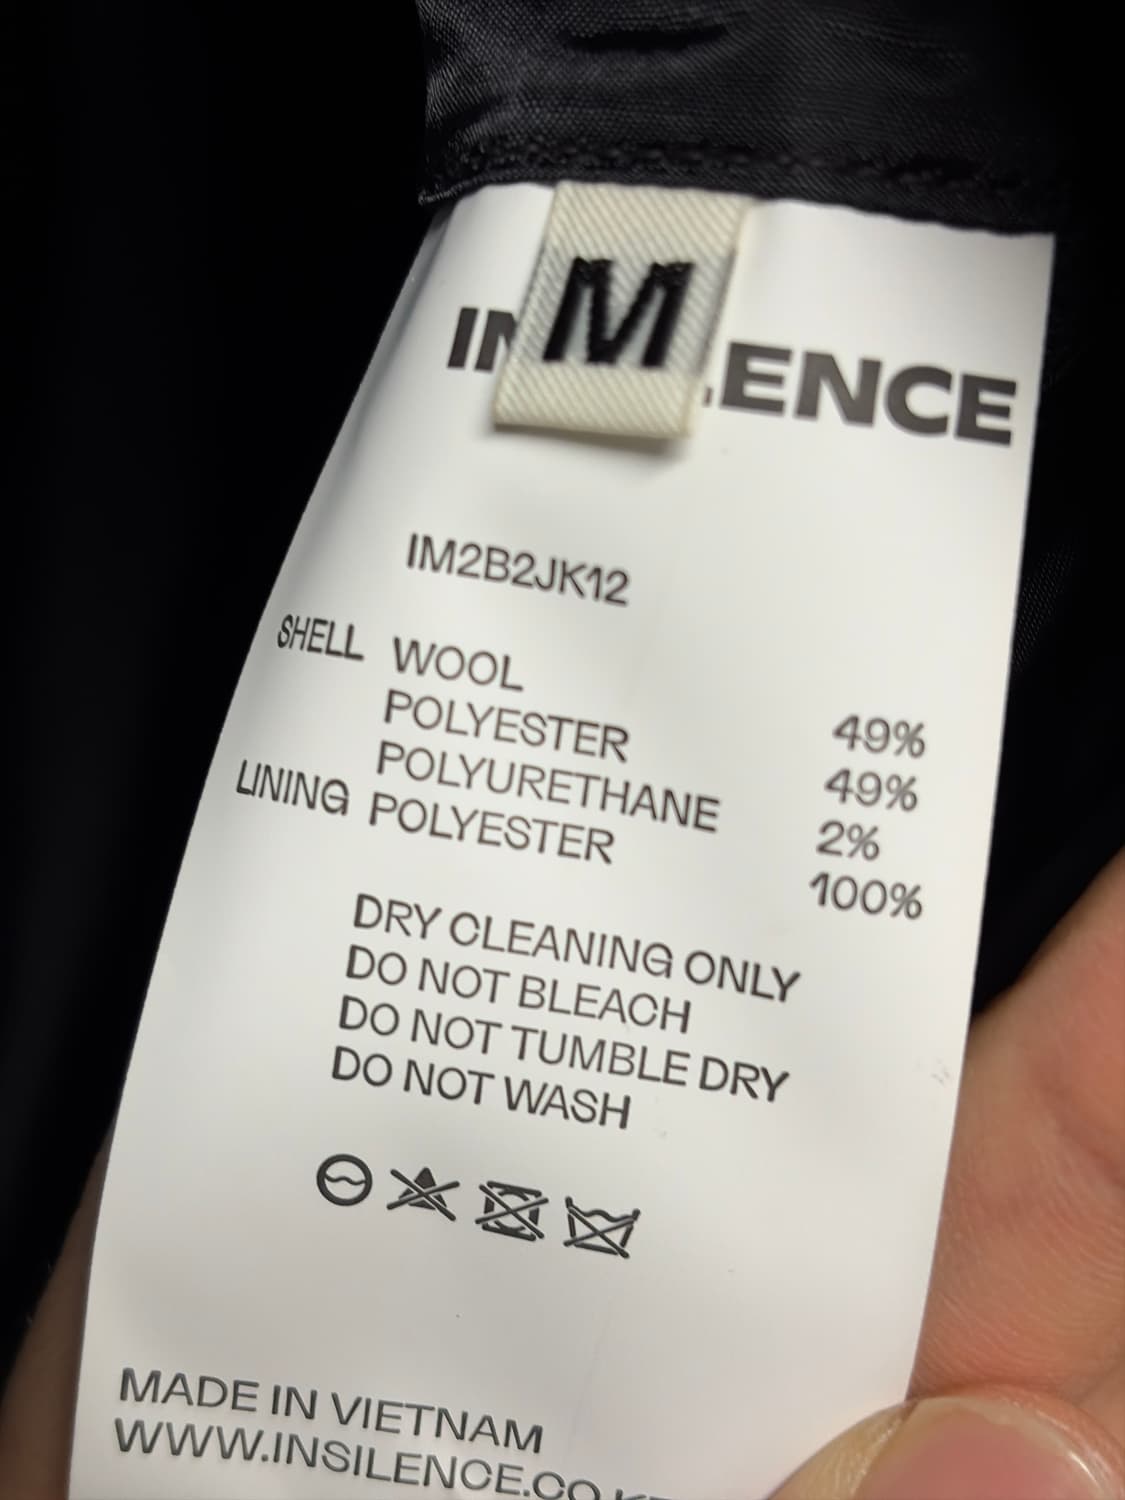 M
IN LENCE
IM2B2JK12
SHELL WOOL 49%
POLYESTER 49%
POLYURETHANE 2%
LINING POLYESTER 100%
DRY CLEANING ONLY
DO NOT BLEACH
DO NOT TUMBLE DRY
DO NOT WASH
MADE IN VIETNAM
WWW.INSILENCE.CO.K